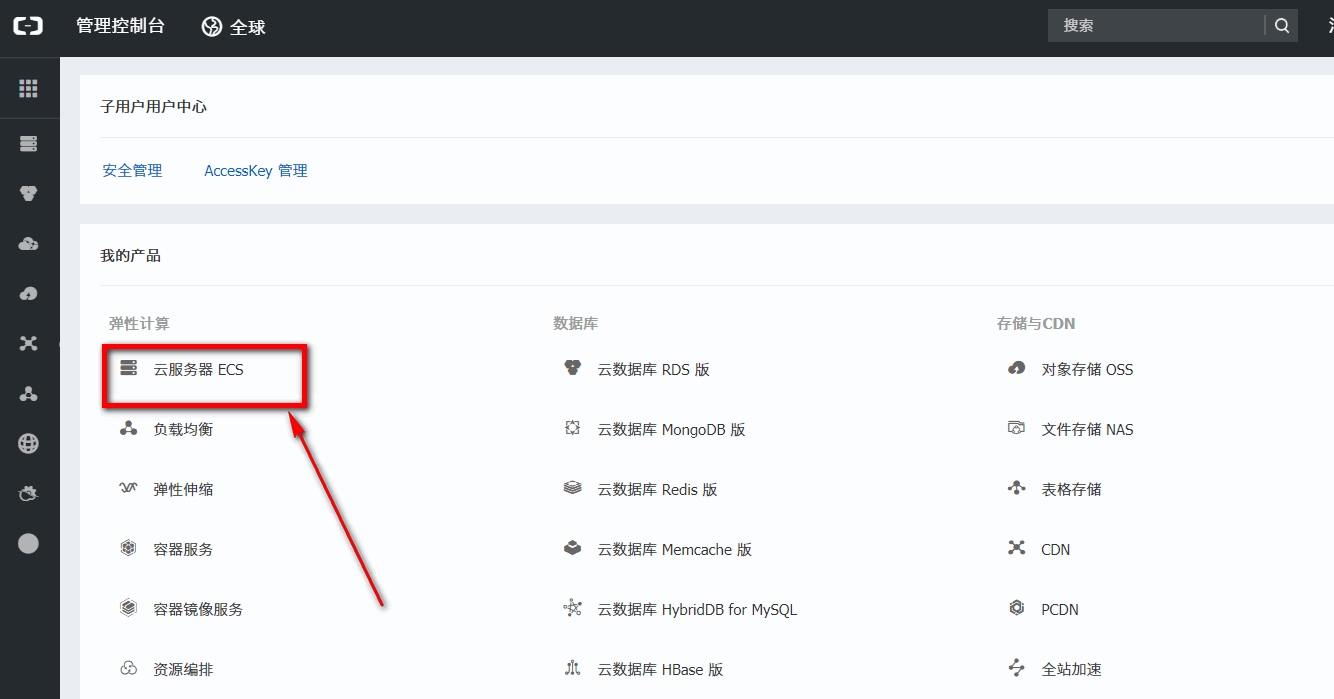 管理控制台 全球 搜索
子用户用户中心
安全管理 AccessKey 管理
我的产品
弹性计算 数据库 存储与CDN
云服务器 ECS 云数据库 RDS 版 对象存储 OSS
负载均衡 云数据库 MongoDB 版 文件存储 NAS
弹性伸缩 云数据库 Redis 版 表格存储
容器服务 云数据库 Memcache 版 CDN
容器镜像服务 云数据库 HybridDB for MySQL PCDN
资源编排 云数据库 HBase 版 全站加速